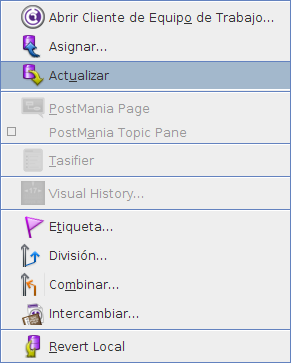 Abrir Cliente de Equipo de Trabajo...
Asignar...
Actualizar
PostMania Page
PostMania Topic Pane
Tasifier
Visual History...
Etiqueta...
División...
Combinar...
Intercambiar...
Revert Local